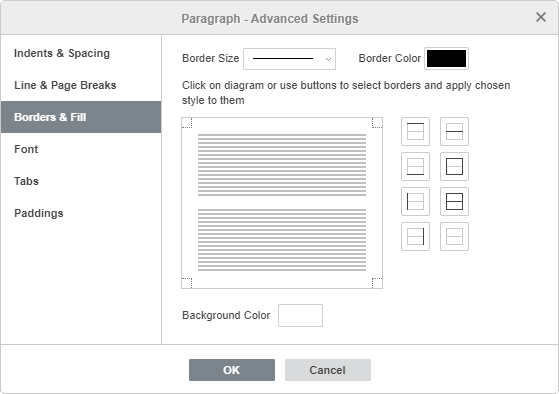 Paragraph - Advanced Settings
Indents & Spacing
Line & Page Breaks
Borders & Fill
Font
Tabs
Paddings
Border Size
Border Color
Click on diagram or use buttons to select borders and apply chosen
style to them
Background Color
OK
Cancel